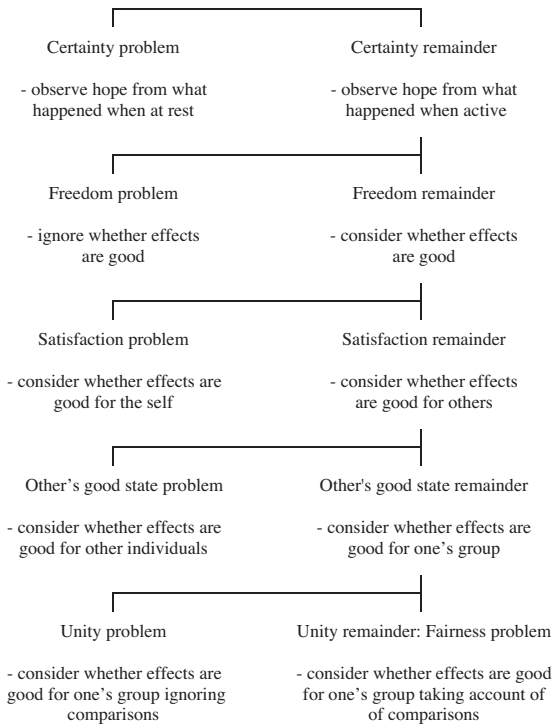 Certainty problem
Certainty remainder
- observe hope from what
happened when at rest
- observe hope from what
happened when active
Freedom problem
Freedom remainder
- ignore whether effects
are good
- consider whether effects
are good
Satisfaction problem
Satisfaction remainder
- consider whether effects are
good for the self
- consider whether effects
are good for others
Other’s good state problem
Other's good state remainder
- consider whether effects are
good for other individuals
- consider whether effects are
good for one’s group
Unity problem
Unity remainder: Fairness problem
- consider whether effects are
good for one’s group ignoring
comparisons
- consider whether effects are good
for one’s group taking account of
of comparisons